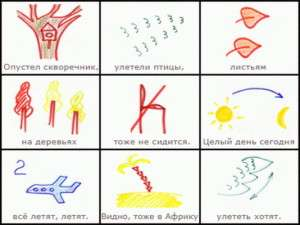 Опустел скворечник,
улетели птицы,
листьям
на деревьях
тоже не сидится.
Целый день сегодня
2
всё летят, летят.
Видно, тоже в Африку
улететь хотят.